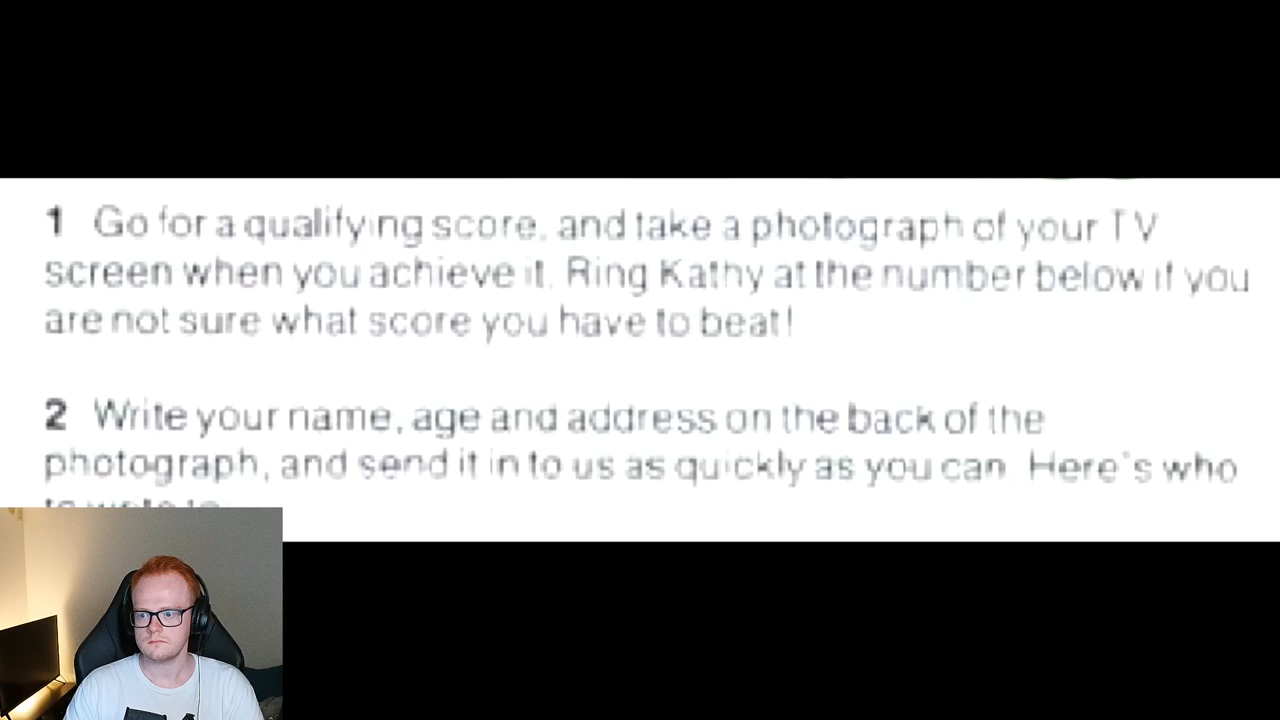 1 Go for a qualifying score, and take a photograph of your TV
screen when you achieve it. Ring Kathy at the number below if you
are not sure what score you have to beat!
2 Write your name, age and address on the back of the
photograph, and send it in to us as quickly as you can. Here's who